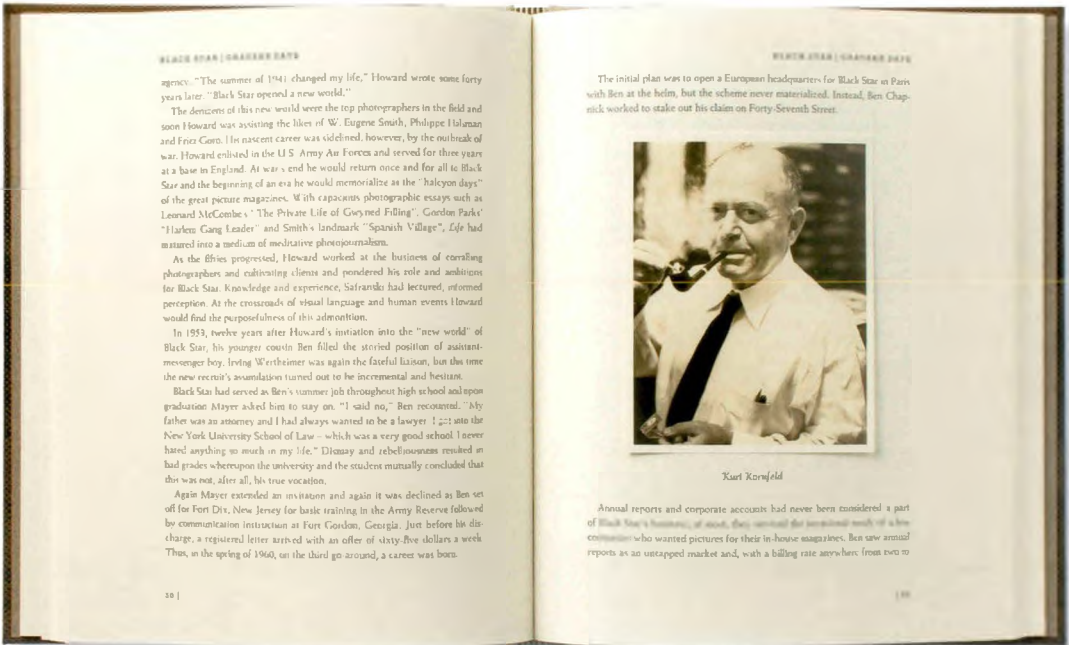 agency. "The summer of 1941 changed my life," Howard wrote some forty
years later. "Black Star opened a new world."
The denizens of this new world were the top photographers in the field and
soon Howard was assisting the likes of W. Eugene Smith, Philippe Halsman
and Fritz Goro. His nascent career was sidelined, however, by the outbreak of
war. Howard enlisted in the U.S. Army Air Forces and served for three years
at a base in England. At war's end he would return once and for all to Black
Star and the beginning of an era he would memorialize as the "halcyon days"
of the great picture magazines. With capacious photographic essays such as
Leonard McCombe's "The Private Life of Gwyned Filling", Gordon Parks'
"Harlem Gang Leader" and Smith's landmark "Spanish Village", Life had
matured into a medium of meditative photojournalism.
As the fifties progressed, Howard worked at the business of corralling
photographers and cultivating clients and pondered his role and ambitions
for Black Star. Knowledge and experience, Safranski had lectured, informed
perception. At the crossroads of visual language and human events Howard
would find the purposefulness of this admonition.
In 1953, twelve years after Howard's initiation into the "new world" of
Black Star, his younger cousin Ben filled the storied position of assistant-
messenger boy. Irving Wertheimer was again the fateful liaison, but this time
the new recruit's assimilation turned out to be incremental and hesitant.
Black Star had served as Ben's summer job throughout high school and upon
graduation Mayer asked him to stay on. "I said no," Ben recounted. "My
father was an attorney and I had always wanted to be a lawyer. I got into the
New York University School of Law – which was a very good school. I never
hated anything so much in my life." Dismay and rebelliousness resulted in
bad grades whereupon the university and the student mutually concluded that
this was not, after all, his true vocation.
Again Mayer extended an invitation and again it was declined as Ben set
off for Fort Dix, New Jersey for basic training in the Army Reserve followed
by communication instruction at Fort Gordon, Georgia. Just before his dis-
charge, a registered letter arrived with an offer of sixty-five dollars a week.
Thus, in the spring of 1960, on the third go-around, a career was born.
The initial plan was to open a European headquarters for Black Star in Paris
with Ben at the helm, but the scheme never materialized. Instead, Ben Chap-
nick worked to stake out his claim on Forty-Seventh Street.
Kurt Kornfeld
Annual reports and corporate accounts had never been considered a part
of
who wanted pictures for their in-house magazines. Ben saw annual
reports as an untapped market and, with a billing rate anywhere from two to